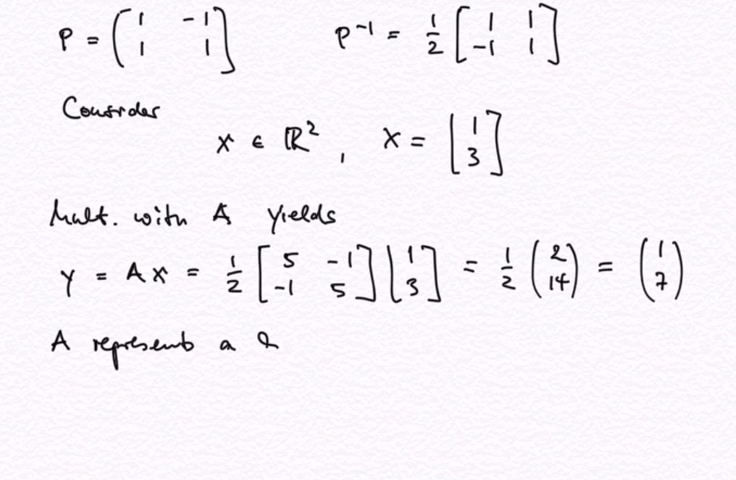 P = ( 1 -1 1 1 ] P⁻¹ = 1/2 [ 1 1 -1 1 ]
Consider
x ∈ ℝ², x = [ 1 3 ]
Mult. with A yields
y = Ax = 1/2 [ 5 -1 -1 5 ] [ 1 3 ] = 1/2 ( 2 14 ) = ( 1 7 )
A represents a